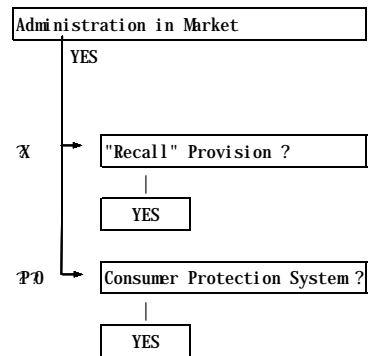 Administration in Market
YES
"Recall" Provision ?
YES
Consumer Protection System ?
YES